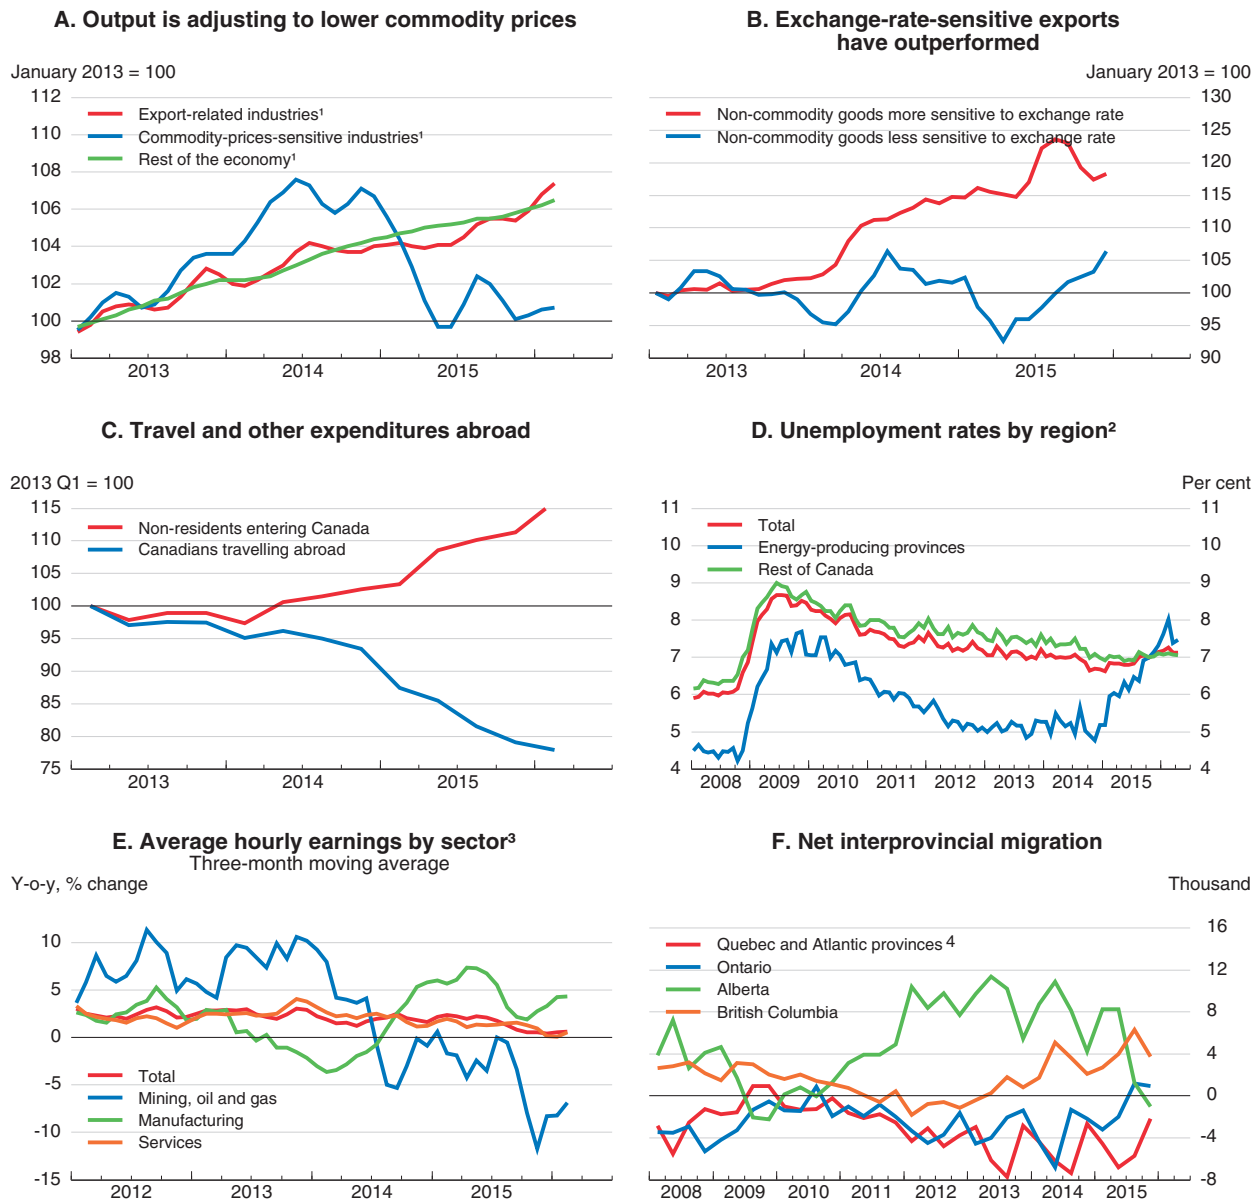 A. Output is adjusting to lower commodity prices
January 2013 = 100
112
110
108
106
104
102
100
98
Export-related industries¹
Commodity-prices-sensitive industries¹
Rest of the economy¹
2013 2014 2015
B. Exchange-rate-sensitive exports
have outperformed
January 2013 = 100
130
125
120
115
110
105
100
95
90
Non-commodity goods more sensitive to exchange rate
Non-commodity goods less sensitive to exchange rate
2013 2014 2015
C. Travel and other expenditures abroad
2013 Q1 = 100
115
110
105
100
95
90
85
80
75
Non-residents entering Canada
Canadians travelling abroad
2013 2014 2015
D. Unemployment rates by region²
Per cent
11 11
10 10
9 9
8 8
7 7
6 6
5 5
4 4
Total
Energy-producing provinces
Rest of Canada
2008 2009 2010 2011 2012 2013 2014 2015
E. Average hourly earnings by sector³
Three-month moving average
Y-o-y, % change
10
5
0
-5
-10
-15
Total
Mining, oil and gas
Manufacturing
Services
2012 2013 2014 2015
F. Net interprovincial migration
Thousand
16
12
8
4
0
-4
-8
Quebec and Atlantic provinces 4
Ontario
Alberta
British Columbia
2008 2009 2010 2011 2012 2013 2014 2015